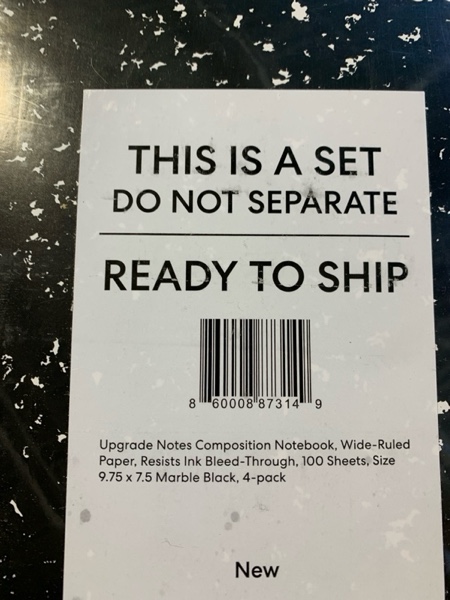 THIS IS A SET
DO NOT SEPARATE
READY TO SHIP
8 60008 87314 9
Upgrade Notes Composition Notebook, Wide-Ruled
Paper, Resists Ink Bleed-Through, 100 Sheets, Size
9.75 x 7.5 Marble Black, 4-pack
New